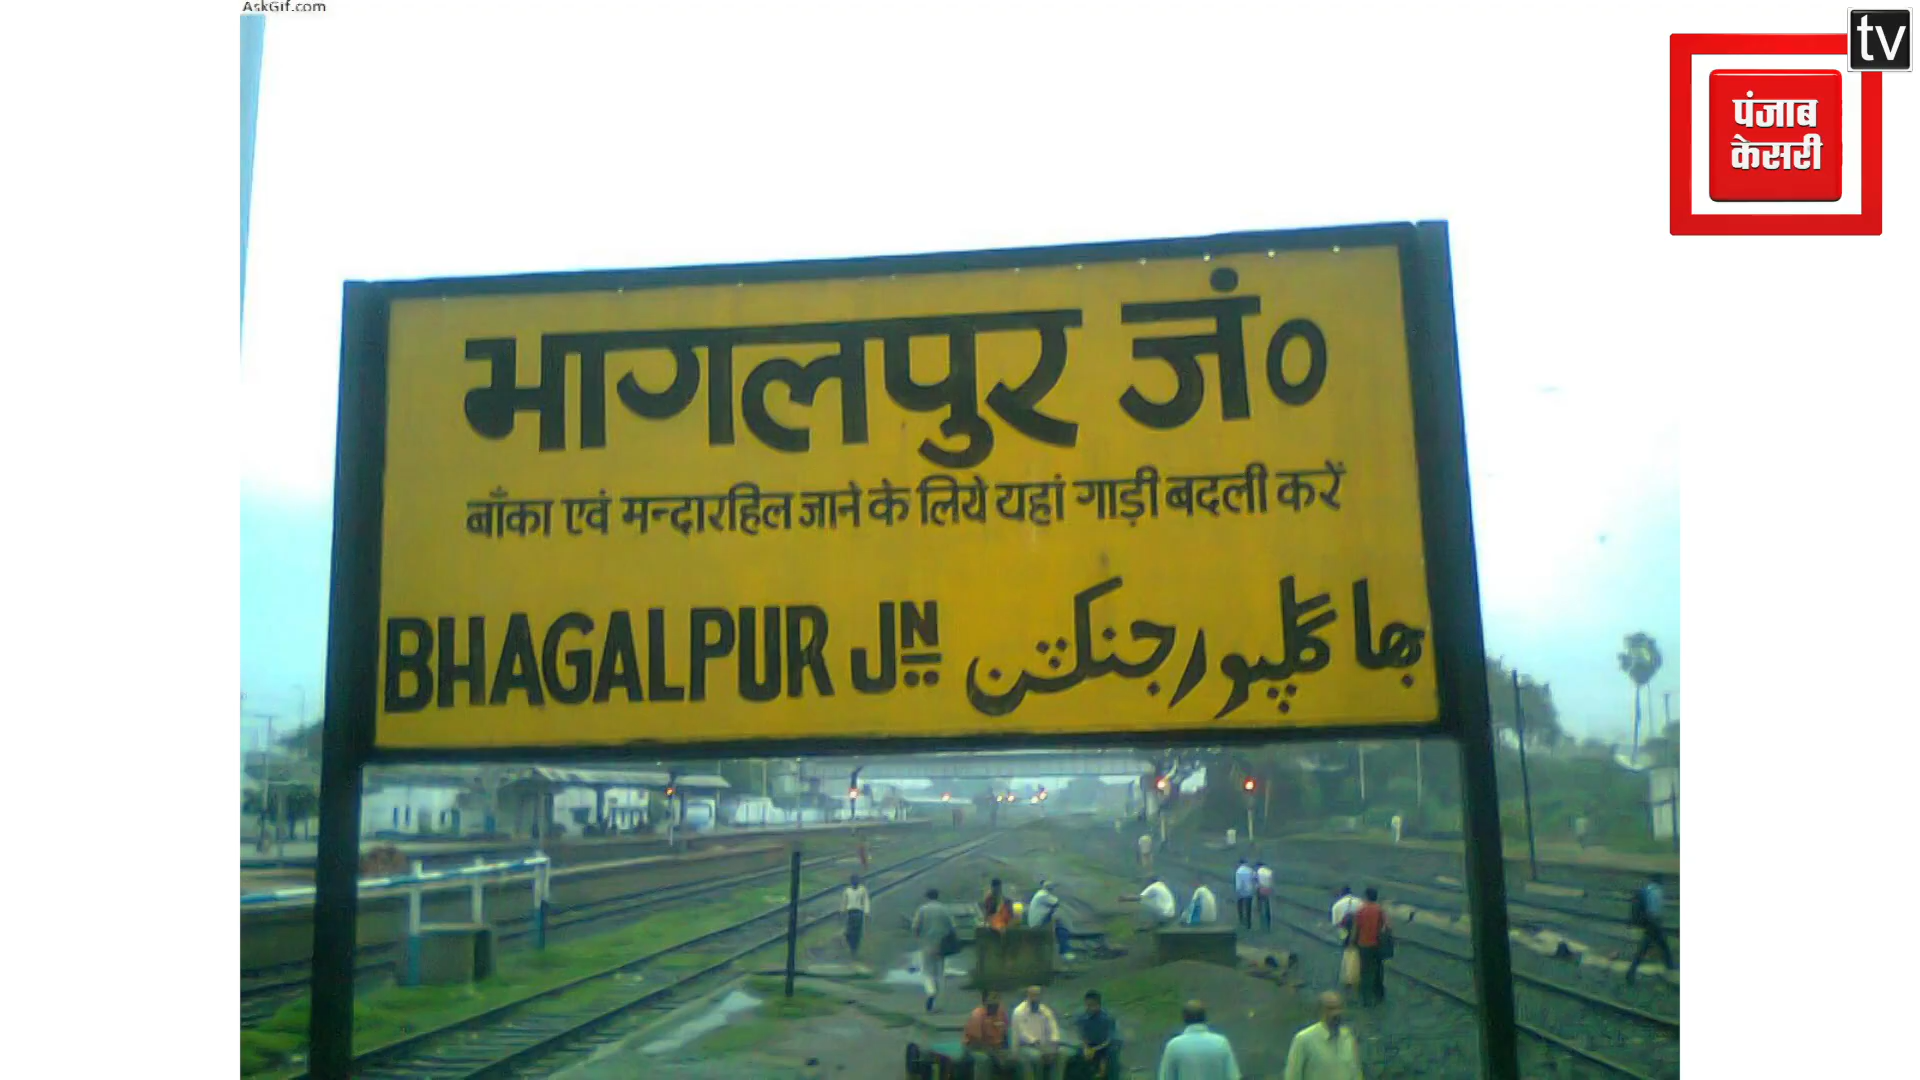 AskGif.com
tv
पंजाब
केसरी
भागलपुर जं०
बाँका एवं मन्दारहिल जाने के लिये यहां गाड़ी बदली करें
BHAGALPUR JN بھاگلپور جنکشن